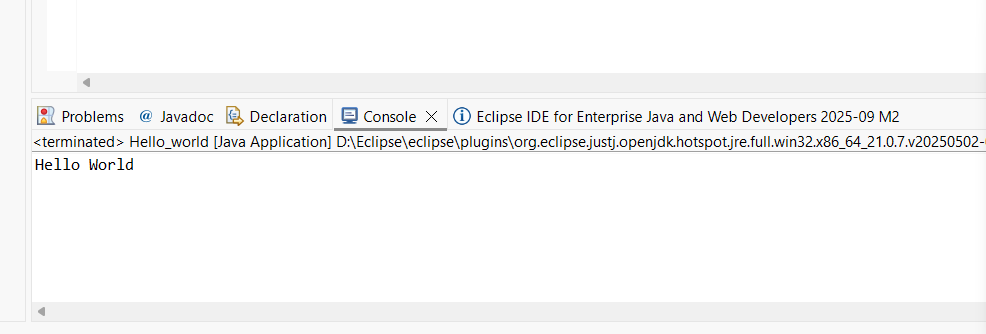 Problems @ Javadoc Declaration Console Eclipse IDE for Enterprise Java and Web Developers 2025-09 M2
<terminated> Hello_world [Java Application] D:\Eclipse\eclipse\plugins\org.eclipse.justj.openjdk.hotspot.jre.full.win32.x86_64_21.0.7.v20250502-
Hello World